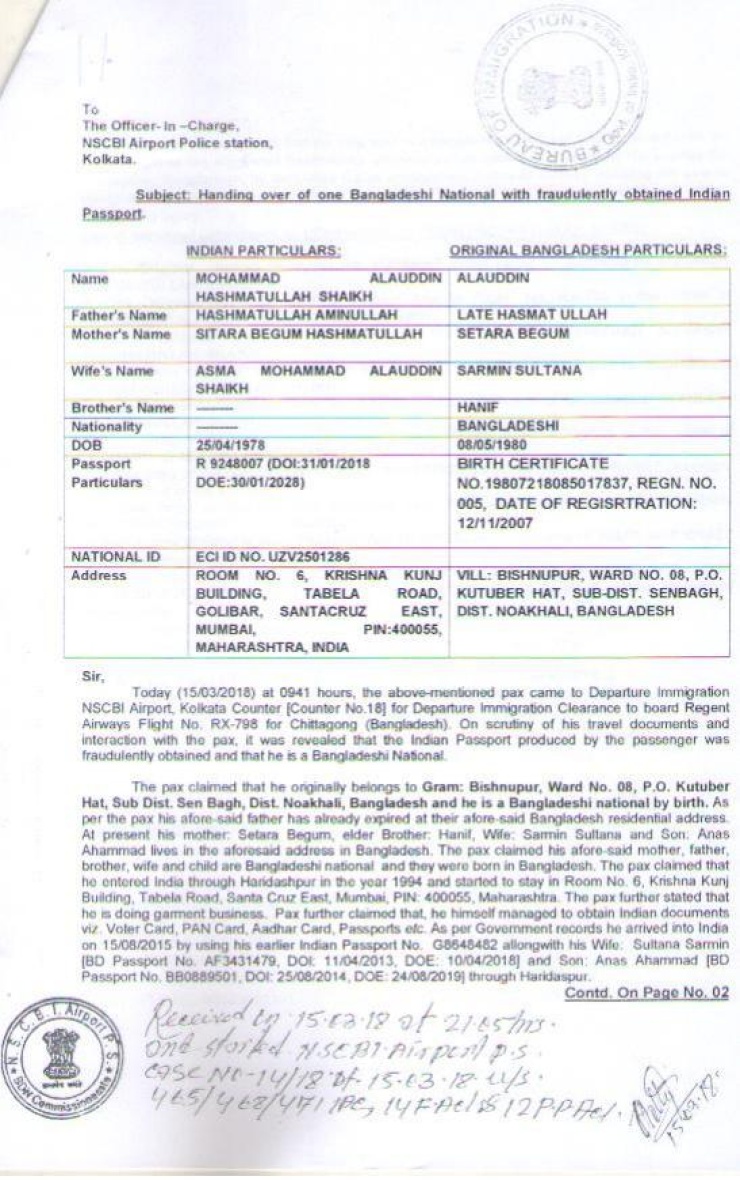 BUREAU OF IMMIGRATION
To
The Officer- In –Charge,
NSCBI Airport Police station,
Kolkata.
Subject: Handing over of one Bangladeshi National with fraudulently obtained Indian
Passport.
INDIAN PARTICULARS: ORIGINAL BANGLADESH PARTICULARS:
Name MOHAMMAD ALAUDDIN ALAUDDIN
HASHMATULLAH SHAIKH
Father's Name HASHMATULLAH AMINULLAH LATE HASMAT ULLAH
Mother's Name SITARA BEGUM HASHMATULLAH SETARA BEGUM
Wife's Name ASMA MOHAMMAD ALAUDDIN SARMIN SULTANA
SHAIKH
Brother's Name -------- HANIF
Nationality -------- BANGLADESHI
DOB 25/04/1978 08/05/1980
Passport R 9248007 (DOI:31/01/2018 BIRTH CERTIFICATE
Particulars DOE:30/01/2028) NO.19807218085017837, REGN. NO.
005, DATE OF REGISRTRATION:
12/11/2007
NATIONAL ID ECI ID NO. UZV2501286
Address ROOM NO. 6, KRISHNA KUNJ VILL: BISHNUPUR, WARD NO. 08, P.O.
BUILDING, TABELA ROAD, KUTUBER HAT, SUB-DIST. SENBAGH,
GOLIBAR, SANTACRUZ EAST, DIST. NOAKHALI, BANGLADESH
MUMBAI, PIN:400055,
MAHARASHTRA, INDIA
Sir,
Today (15/03/2018) at 0941 hours, the above-mentioned pax came to Departure Immigration
NSCBI Airport, Kolkata Counter [Counter No.18] for Departure Immigration Clearance to board Regent
Airways Flight No. RX-798 for Chittagong (Bangladesh). On scrutiny of his travel documents and
interaction with the pax, it was revealed that the Indian Passport produced by the passenger was
fraudulently obtained and that he is a Bangladeshi National.
The pax claimed that he originally belongs to Gram: Bishnupur, Ward No. 08, P.O. Kutuber
Hat, Sub Dist. Sen Bagh, Dist. Noakhali, Bangladesh and he is a Bangladeshi national by birth. As
per the pax his afore-said father has already expired at their afore-said Bangladesh residential address.
At present his mother: Setara Begum, elder Brother: Hanif, Wife: Sarmin Sultana and Son: Anas
Ahammad lives in the aforesaid address in Bangladesh. The pax claimed his afore-said mother, father,
brother, wife and child are Bangladeshi national and they were born in Bangladesh. The pax claimed that
he entered India through Haridashpur in the year 1994 and started to stay in Room No. 6, Krishna Kunj
Building, Tabela Road, Santa Cruz East, Mumbai, PIN: 400055, Maharashtra. The pax further stated that
he is doing garment business. Pax further claimed that, he himself managed to obtain Indian documents
viz. Voter Card, PAN Card, Aadhar Card, Passports etc. As per Government records he arrived into India
on 15/08/2015 by using his earlier Indian Passport No. G8648482 allongwith his Wife: Sultana Sarmin
[BD Passport No. AF3431479, DOI: 11/04/2013, DOE: 10/04/2018] and Son: Anas Ahammad [BD
Passport No. BB0889501, DOI: 25/08/2014, DOE: 24/08/2019] through Haridaspur.
Contd. On Page No. 02
N.S.C.B.I. Airport P.S.
BDN Commissionerate
Received on 15.03.18 at 21.05 hrs.
and started NSCBI Airport P.S.
CASE No-14/18 dt. 15.03.18 U/S.
465/468/471 IPC, 14 F.Act & 12 P.P Act.
15.03.18.